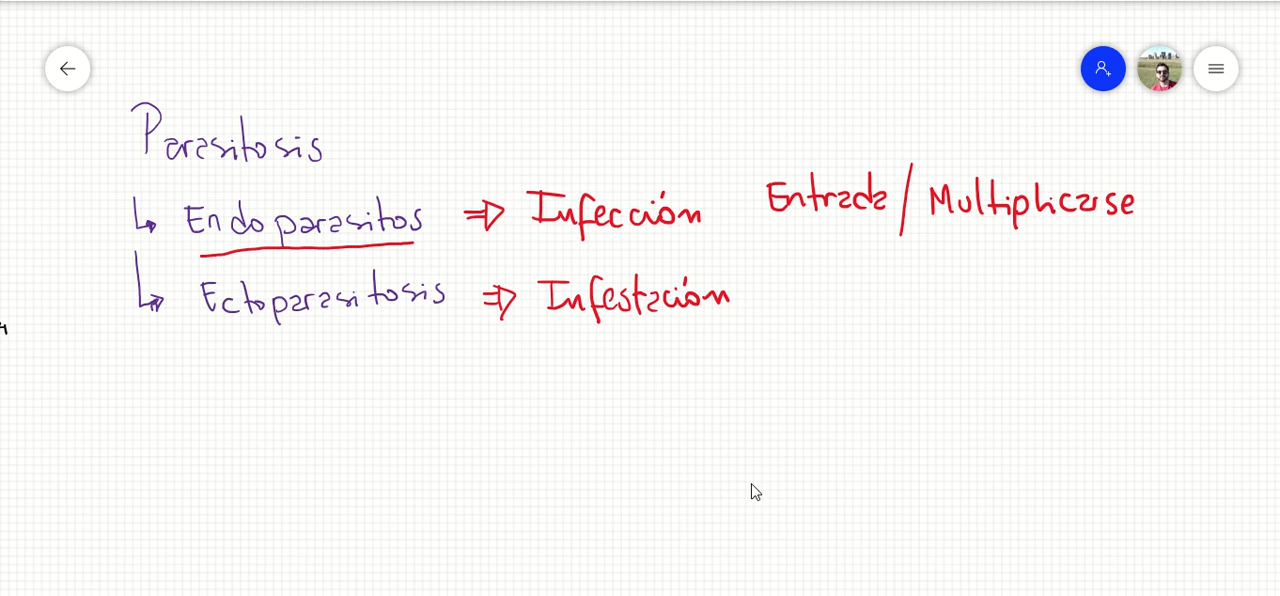 Parasitosis
↳ Endoparasitos ⇒ Infección Entrada / Multiplicarse
↳ Ectoparasitosis ⇒ Infestación